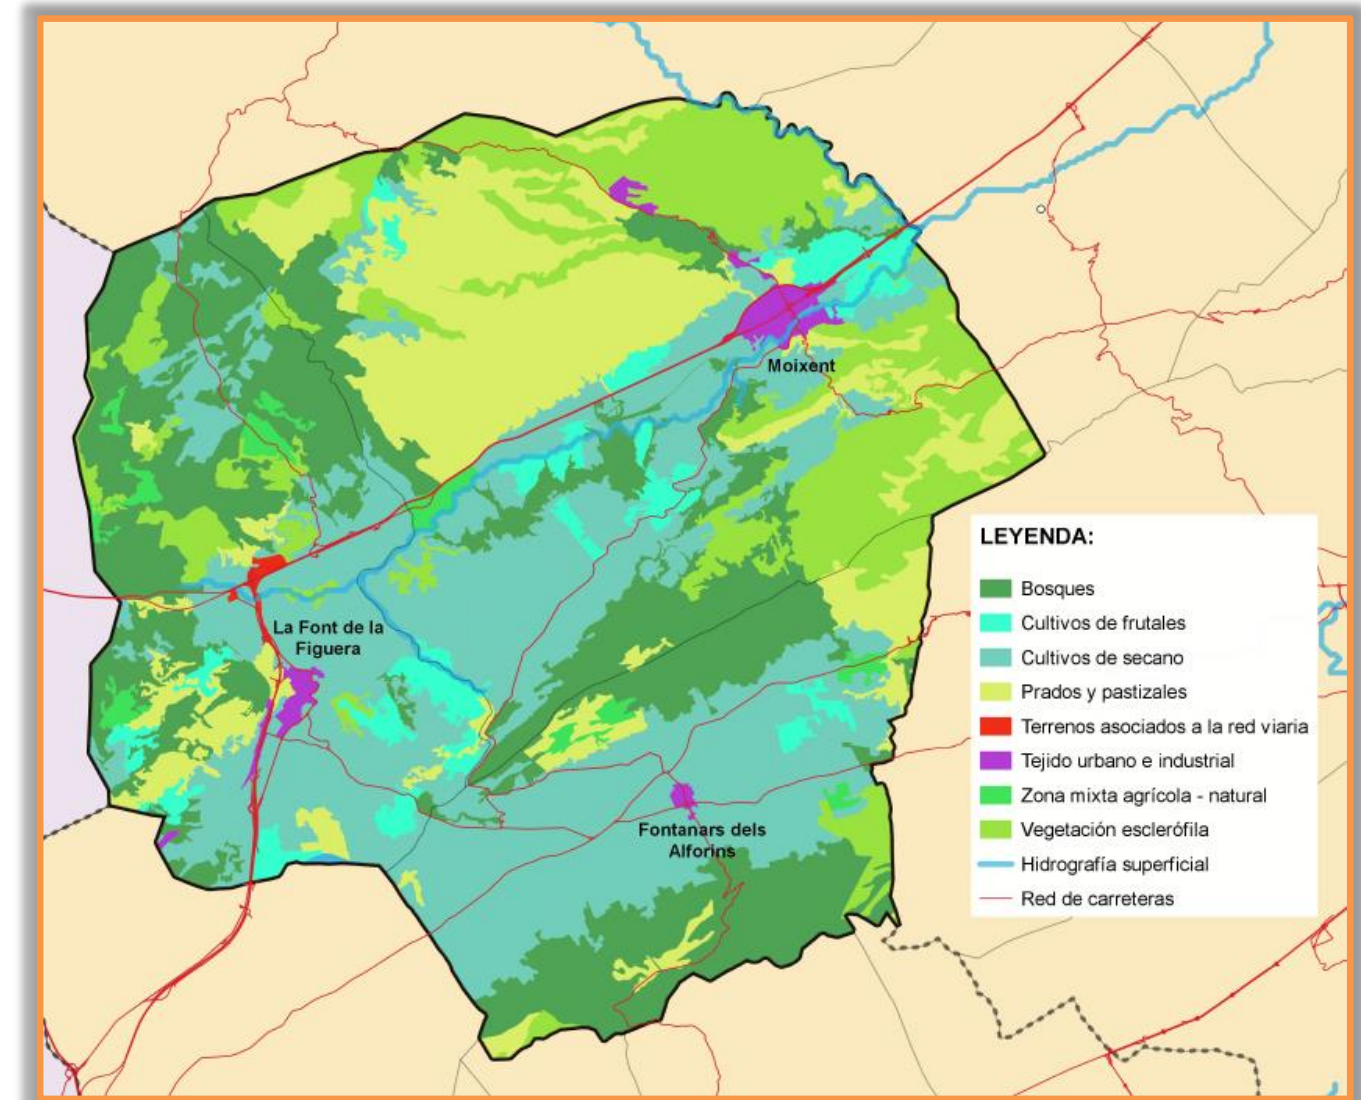 Moixent
La Font de la
Figuera
Fontanars dels
Alforins
LEYENDA:
Bosques
Cultivos de frutales
Cultivos de secano
Prados y pastizales
Terrenos asociados a la red viaria
Tejido urbano e industrial
Zona mixta agrícola - natural
Vegetación esclerófila
Hidrografía superficial
Red de carreteras